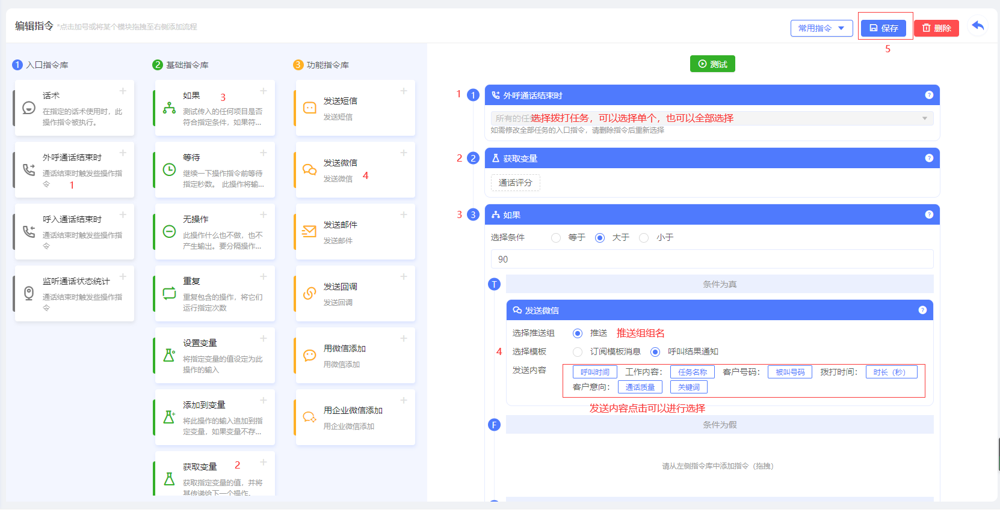 编辑指令 *点击加号或将某个模块拖拽至右侧添加流程
常用指令 保存 删除
5
1 入口指令库
话术
在指定的话术使用时，此
操作指令被执行。
外呼通话结束时
通话结束时触发些操作指
令
1
呼入通话结束时
通话结束时触发些操作指
令
监听通话状态统计
通话结束时触发些操作指
令
2 基础指令库
如果 3
测试传入的任何项目是否
符合指定条件，如果符...
等待
继续一下操作指令前等待
指定秒数。 此操作将输...
无操作
此操作什么也不做，也不
产生输出。要分隔操作...
重复
重复包含的操作，将它们
运行指定次数
设置变量
将指定变量的值设定为此
操作的输入
添加到变量
将此操作的输入追加到指
定变量，如果变量不存...
获取变量 2
获取指定变量的值，并将
其传递给下一个操作。
3 功能指令库
发送短信
发送短信
发送微信
发送微信 4
发送邮件
发送邮件
发送回调
发送回调
用微信添加
用微信添加
用企业微信添加
用企业微信添加
测试
1 1 外呼通话结束时 ?
所有的任 选择拨打任务，可以选择单个，也可以全部选择
如需修改全部任务的入口指令，请删除指令后重新选择
2 2 获取变量 ?
通话评分
3 3 如果 ?
选择条件 等于 大于 小于
90
T 条件为真
发送微信 ?
选择推送组 推送 推送组组名
4 选择模板 订阅模板消息 呼叫结果通知
发送内容 呼叫时间 工作内容： 任务名称 客户号码： 被叫号码 拨打时间： 时长（秒）
客户意向： 通话质量 关键词
发送内容点击可以进行选择
F 条件为假
请从左侧指令库中添加指令（拖拽）